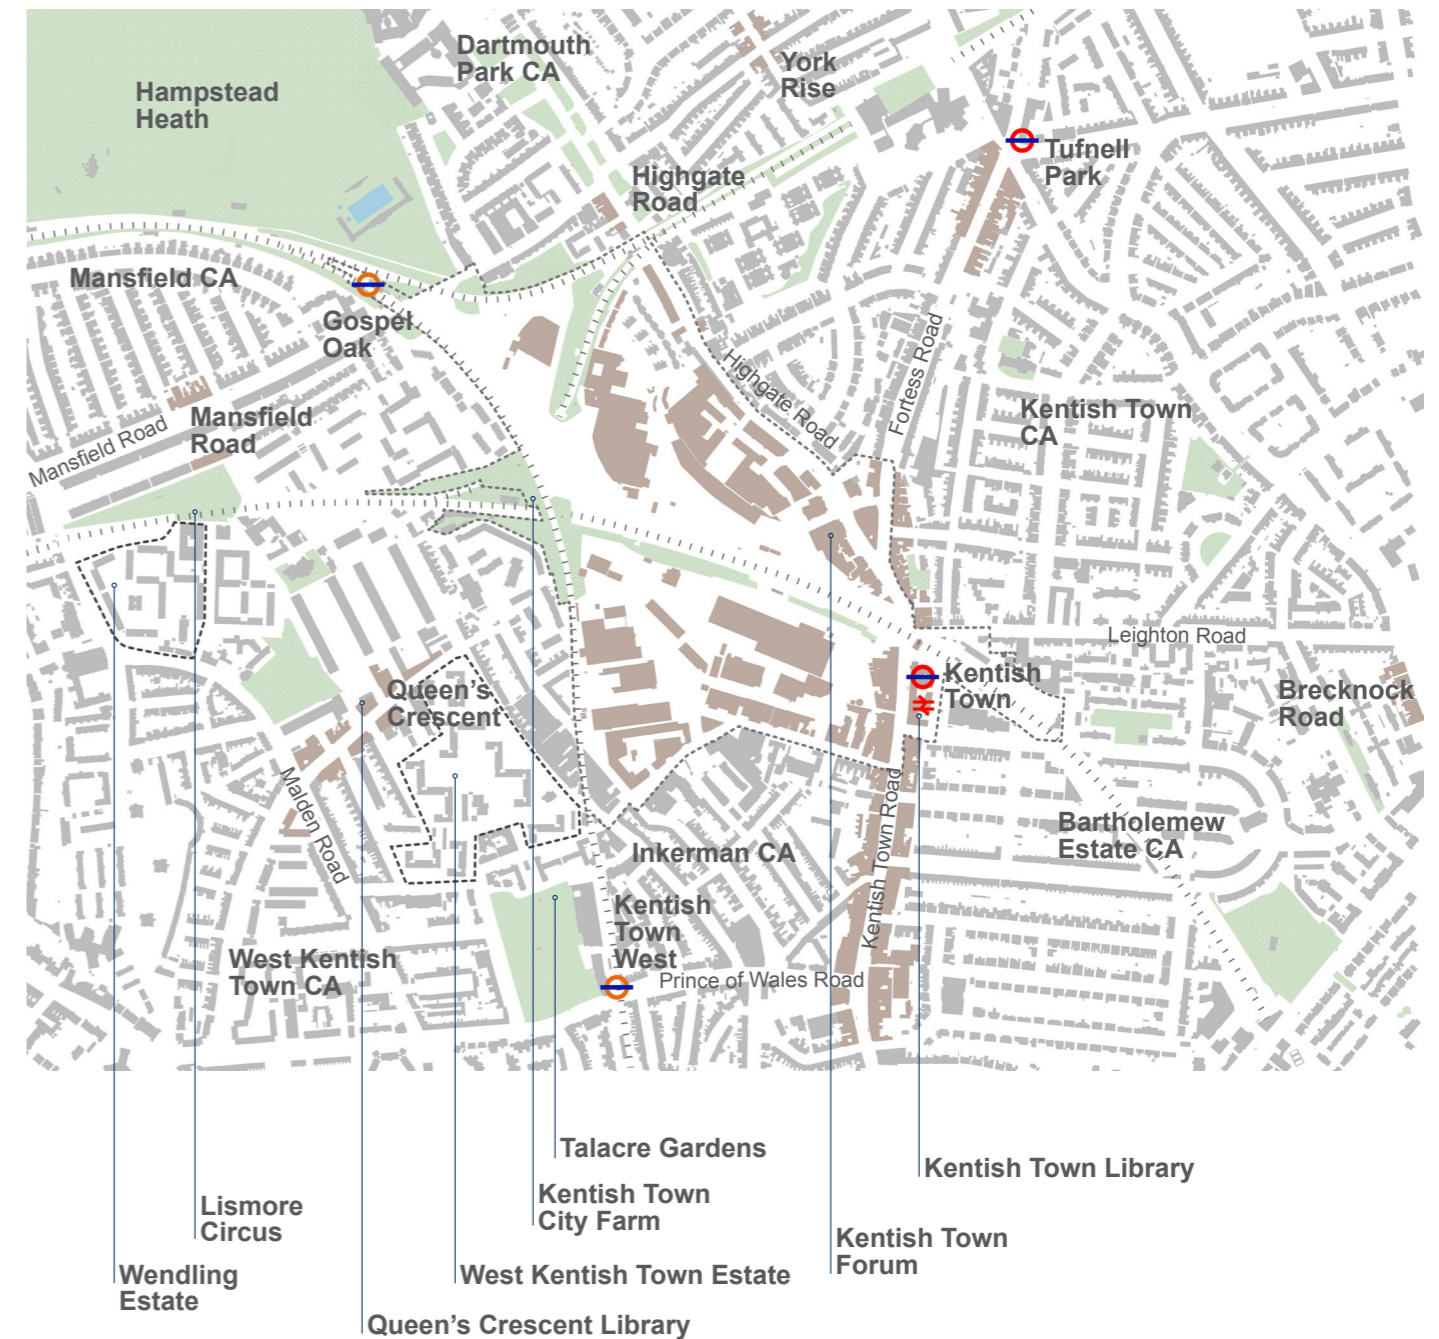 Dartmouth
Park CA
York
Rise
Hampstead
Heath
Tufnell
Park
Highgate
Road
Mansfield CA
Gospel
Oak
Highgate Road
Fortess Road
Kentish Town
CA
Mansfield
Road
Mansfield Road
Leighton Road
Queen's
Crescent
Kentish
Town
Brecknock
Road
Malden Road
Kentish Town Road
Bartholemew
Estate CA
Inkerman CA
Kentish
Town
West
West Kentish
Town CA
Prince of Wales Road
Talacre Gardens
Kentish Town Library
Kentish Town
City Farm
Lismore
Circus
Kentish Town
Forum
Wendling
Estate
West Kentish Town Estate
Queen's Crescent Library